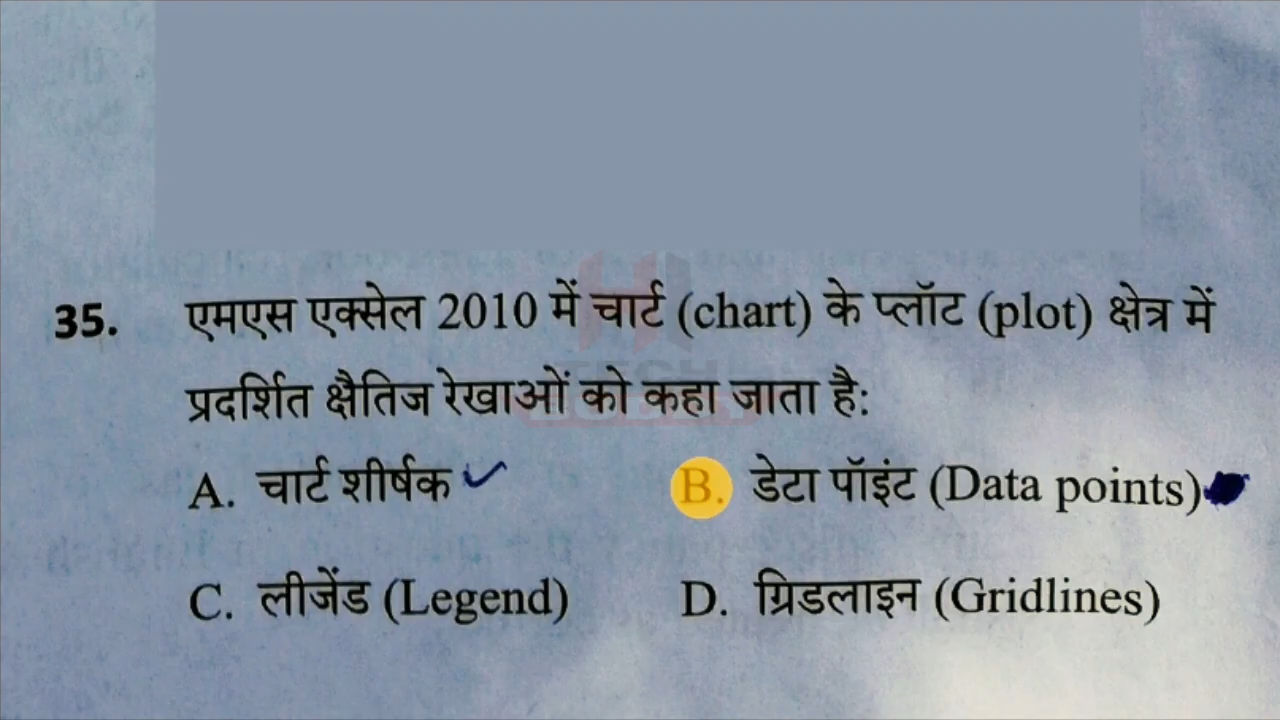 35. एमएस एक्सेल 2010 में चार्ट (chart) के प्लॉट (plot) क्षेत्र में
प्रदर्शित क्षैतिज रेखाओं को कहा जाता है:
A. चार्ट शीर्षक B. डेटा पॉइंट (Data points)
C. लीजेंड (Legend) D. ग्रिडलाइन (Gridlines)